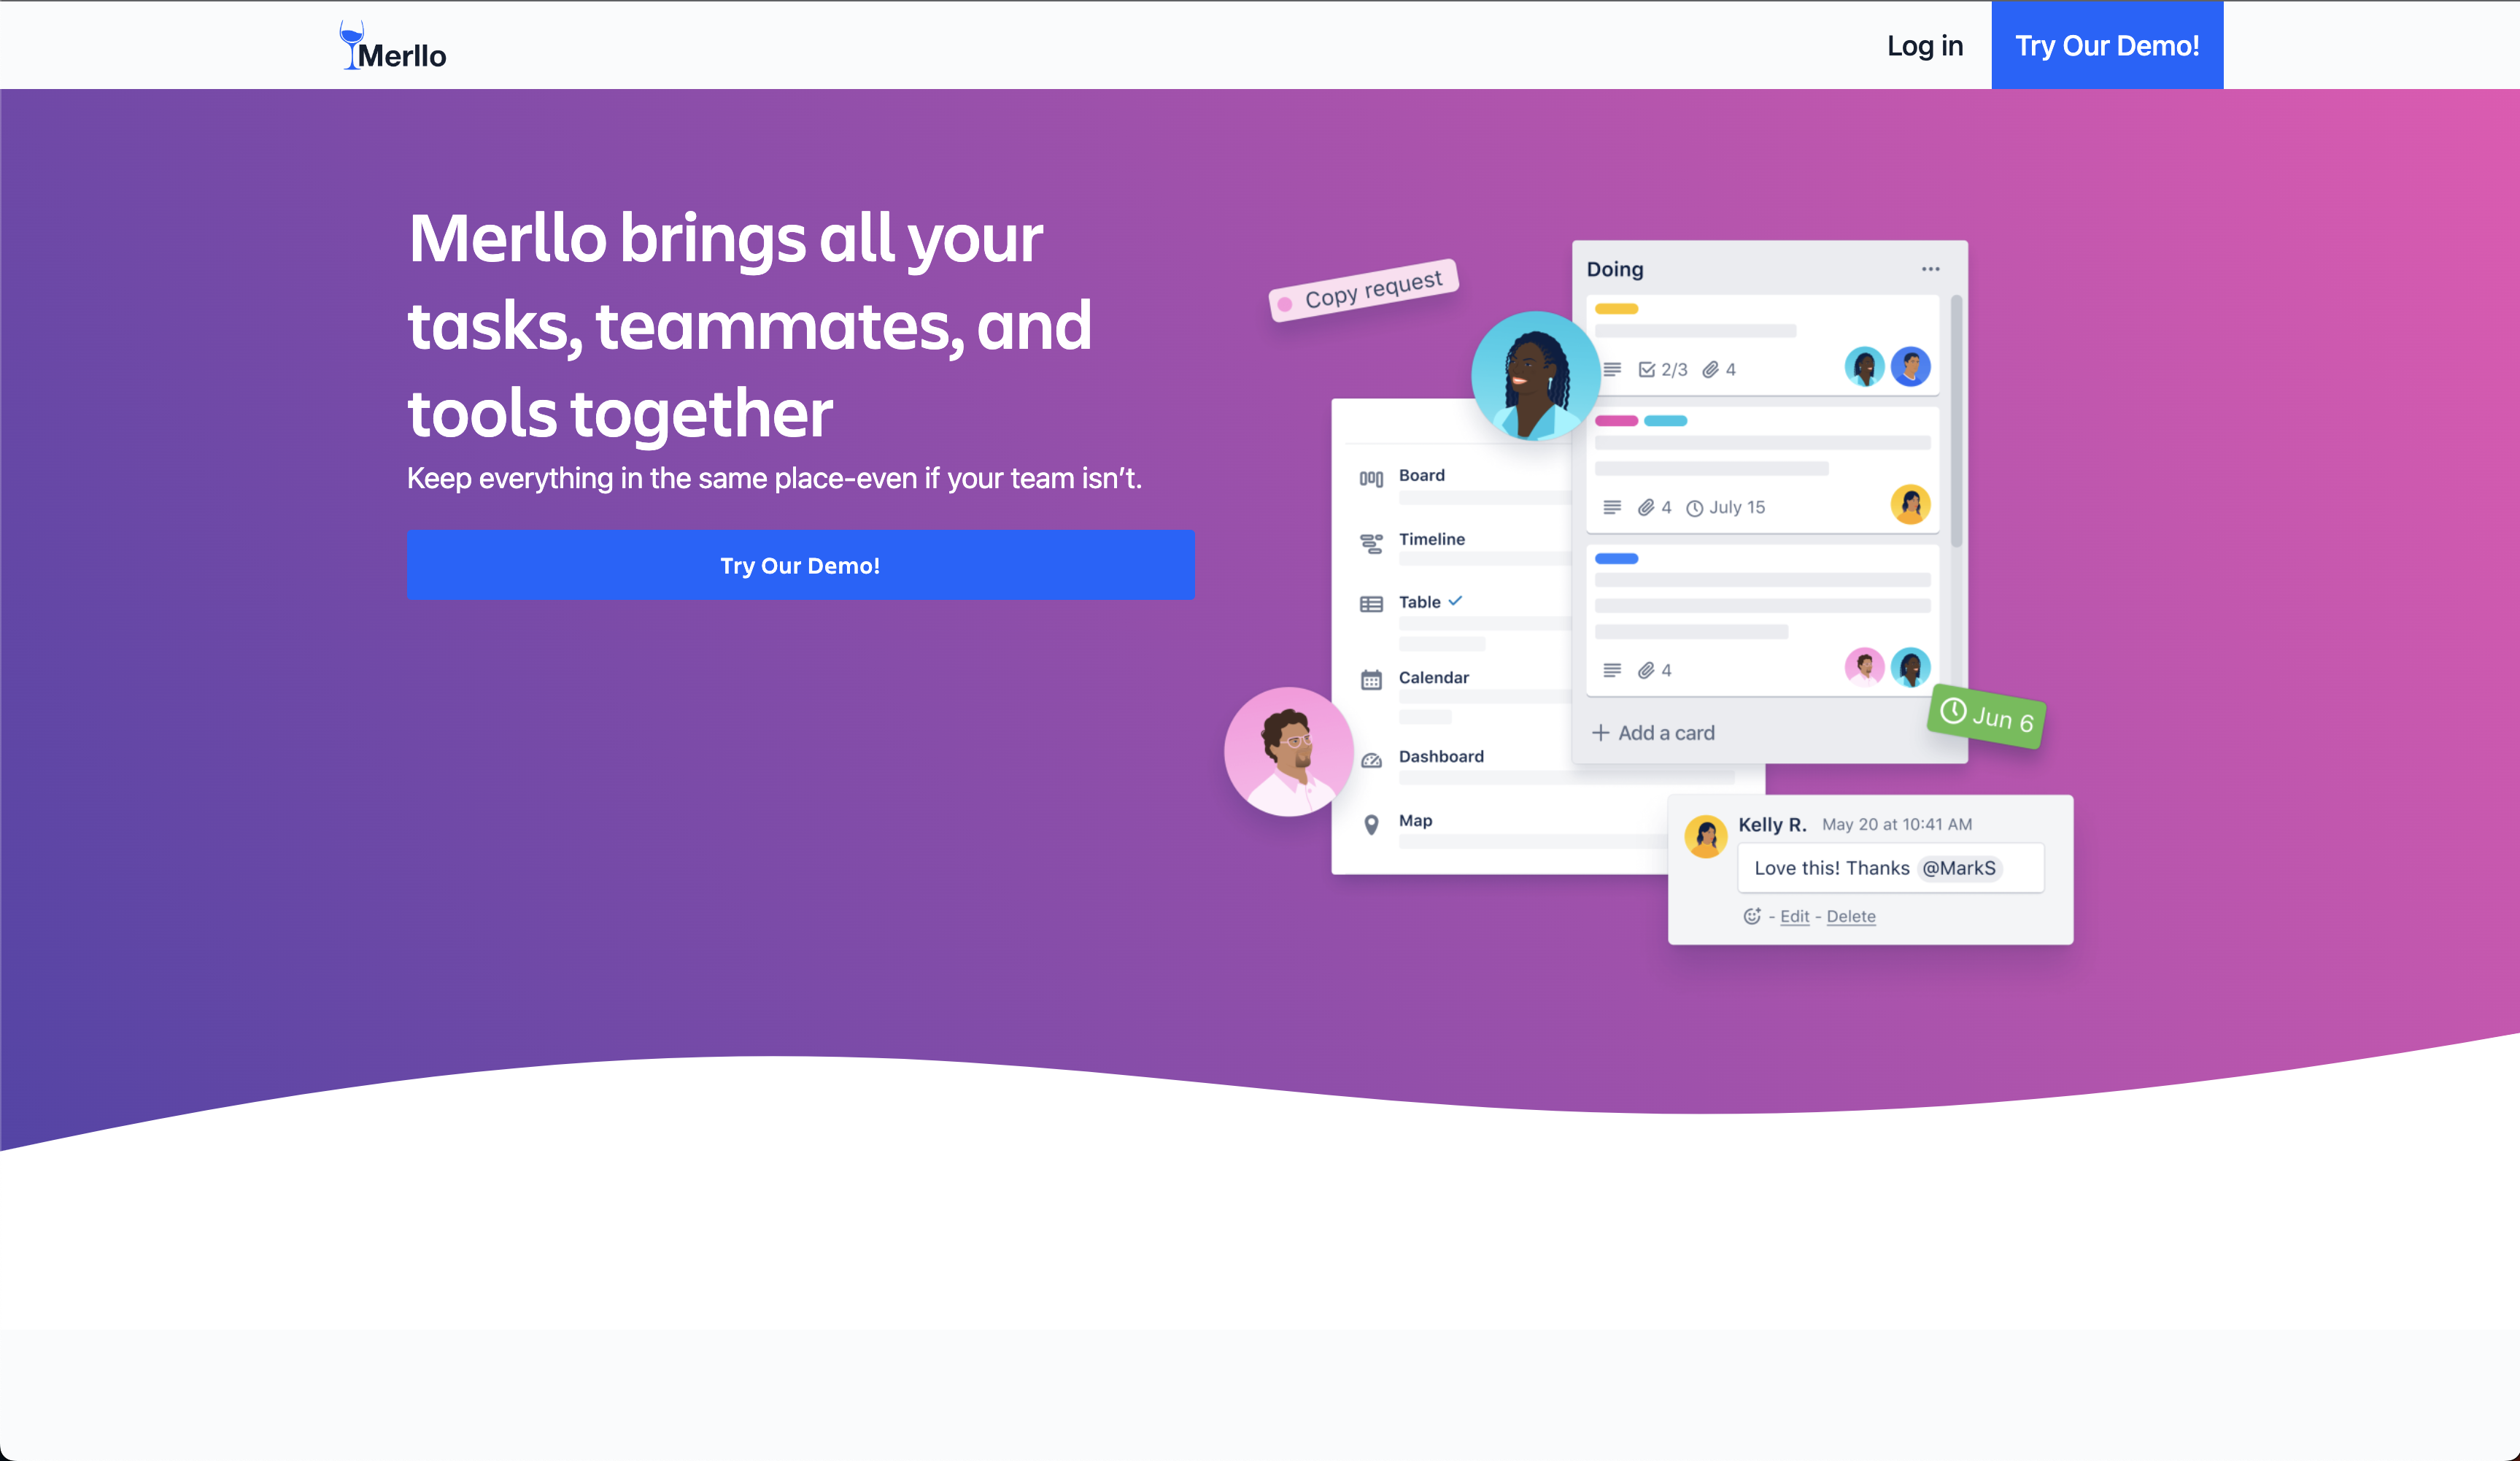 Merllo
Log in
Try Our Demo!
Merllo brings all your
tasks, teammates, and
tools together
Keep everything in the same place-even if your team isn’t.
Try Our Demo!
Copy request
Doing
2/3 4
4 July 15
4
Add a card
Jun 6
Board
Timeline
Table
Calendar
Dashboard
Map
Kelly R. May 20 at 10:41 AM
Love this! Thanks @MarkS
- Edit - Delete